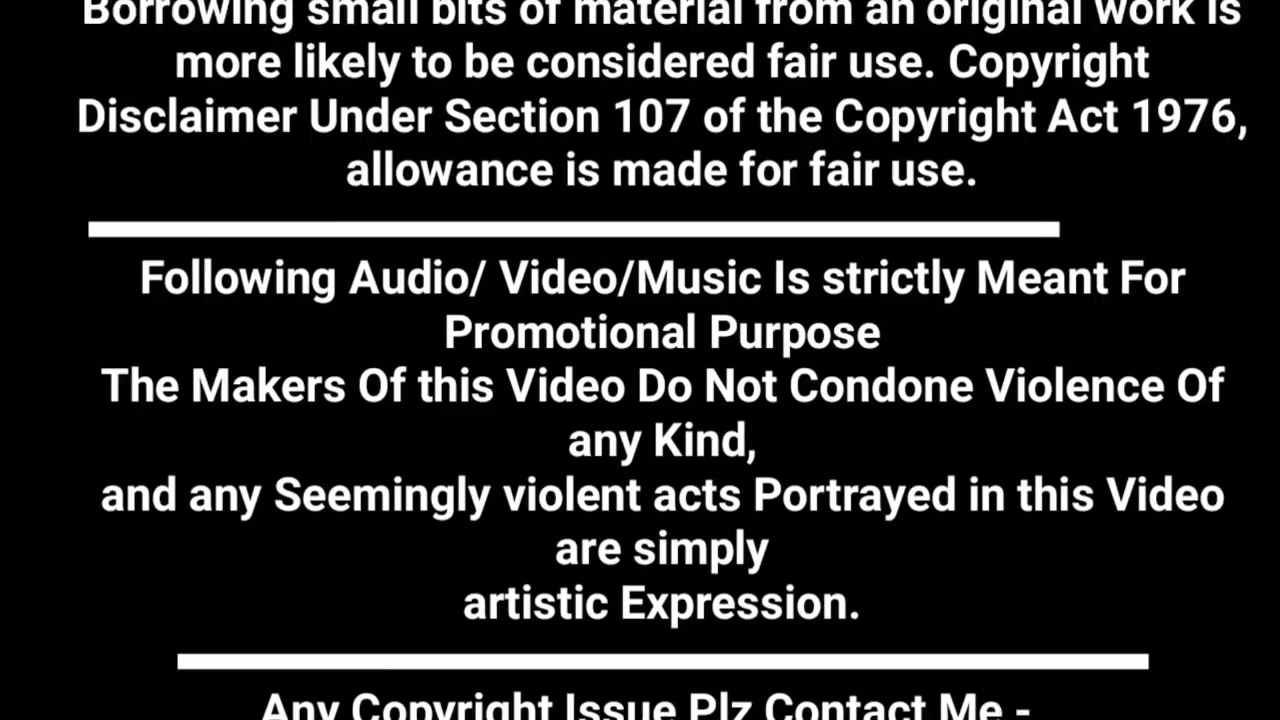 Borrowing small bits of material from an original work is
more likely to be considered fair use. Copyright
Disclaimer Under Section 107 of the Copyright Act 1976,
allowance is made for fair use.
Following Audio/ Video/Music Is strictly Meant For
Promotional Purpose
The Makers Of this Video Do Not Condone Violence Of
any Kind,
and any Seemingly violent acts Portrayed in this Video
are simply
artistic Expression.
Any Copyright Issue Plz Contact Me -